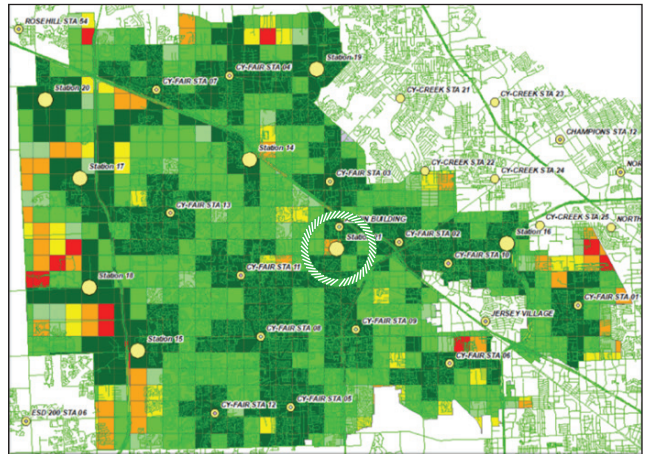 ROSEHILL STA 54
Station 19
CY-FAIR STA 04
CY-FAIR STA 07
Station 20
CY-CREEK STA 21
CY-CREEK STA 23
CHAMPIONS STA 12
Station 14
CY-CREEK STA 22
CY-CREEK STA 24
NOR
Station 17
CY-FAIR STA 03
CY-FAIR STA 13
BUILDING
CY-CREEK STA 25
NORTH
Station 16
CY-FAIR STA 02
CY-FAIR STA 10
CY-FAIR STA 11
Station 18
CY-FAIR STA 01
JERSEY VILLAGE
CY-FAIR STA 09
CY-FAIR STA 08
Station 15
CY-FAIR STA 06
CY-FAIR STA 12
CY-FAIR STA 05
ESD 200 STA 06